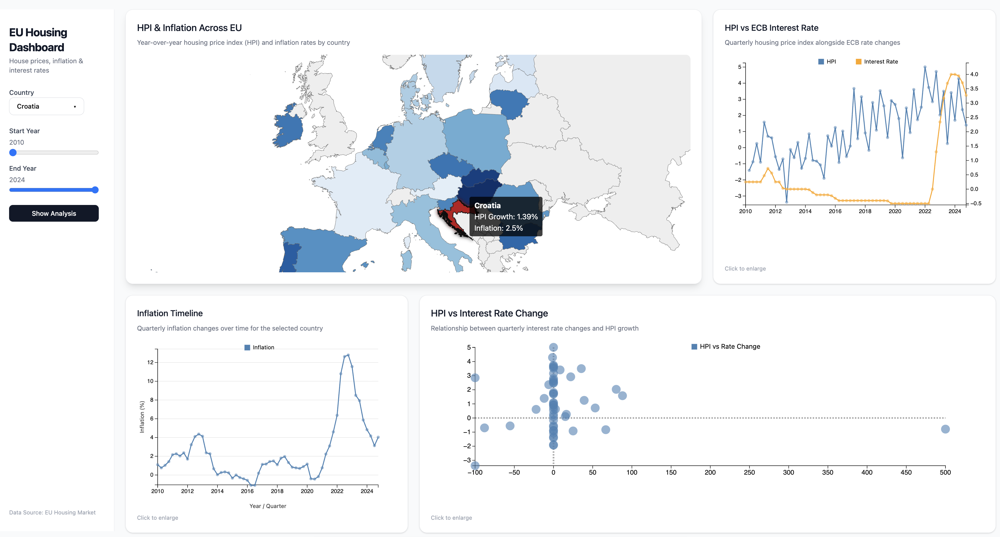 EU Housing
Dashboard
House prices, inflation &
interest rates
Country
Croatia ▾
Start Year
2010
End Year
2024
Show Analysis
Data Source: EU Housing Market
HPI & Inflation Across EU
Year-over-year housing price index (HPI) and inflation rates by country
Croatia
HPI Growth: 1.39%
Inflation: 2.5%
HPI vs ECB Interest Rate
Quarterly housing price index alongside ECB rate changes
HPI Interest Rate
5
4
3
2
1
0
−1
−2
−3
4.0
3.5
3.0
2.5
2.0
1.5
1.0
0.5
0.0
−0.5
2010 2012 2014 2016 2018 2020 2022 2024
Click to enlarge
Inflation Timeline
Quarterly inflation changes over time for the selected country
Inflation
Inflation (%)
12
10
8
6
4
2
0
2010 2012 2014 2016 2018 2020 2022 2024
Year / Quarter
Click to enlarge
HPI vs Interest Rate Change
Relationship between quarterly interest rate changes and HPI growth
HPI vs Rate Change
5
4
3
2
1
0
−1
−2
−3
−100 −50 0 50 100 150 200 250 300 350 400 450 500
Click to enlarge